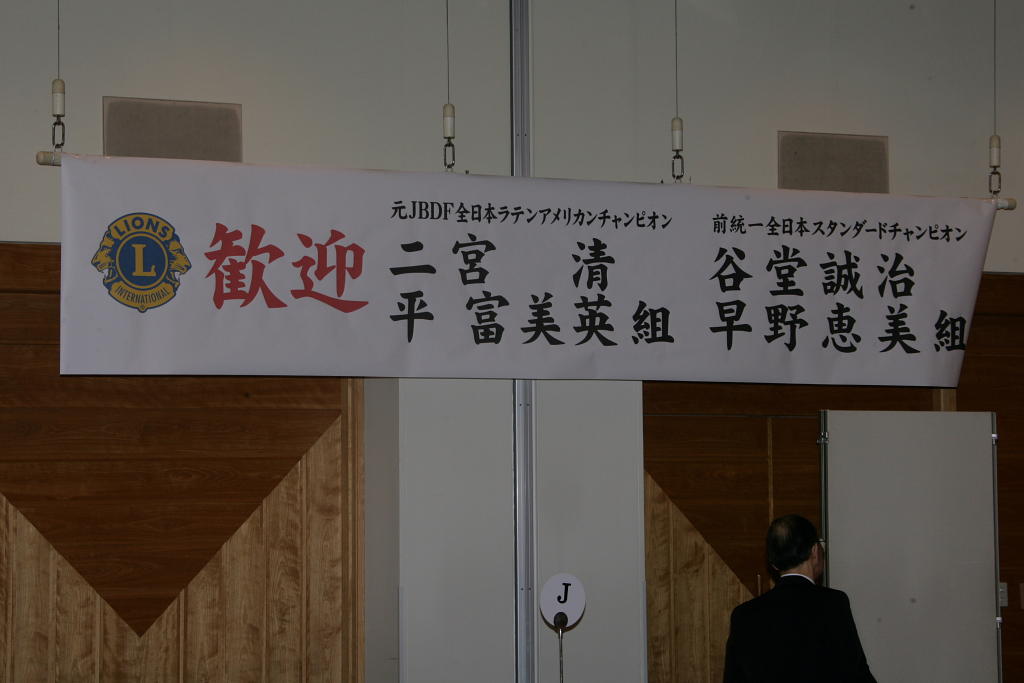 LIONS
L
INTERNATIONAL
歓迎
元JBDF全日本ラテンアメリカンチャンピオン
二宮 清
平 富美英 組
前統一全日本スタンダードチャンピオン
谷堂誠治
早野恵美組
J